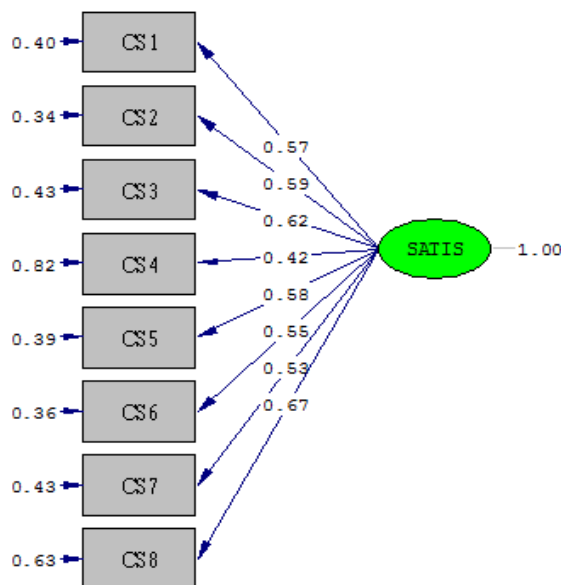 0.40 CS1
0.34 CS2
0.57
0.59
0.43 CS3
0.62
0.82 CS4
0.42
SATIS 1.00
0.58
0.39 CS5
0.55
0.53
0.36 CS6
0.67
0.43 CS7
0.63 CS8